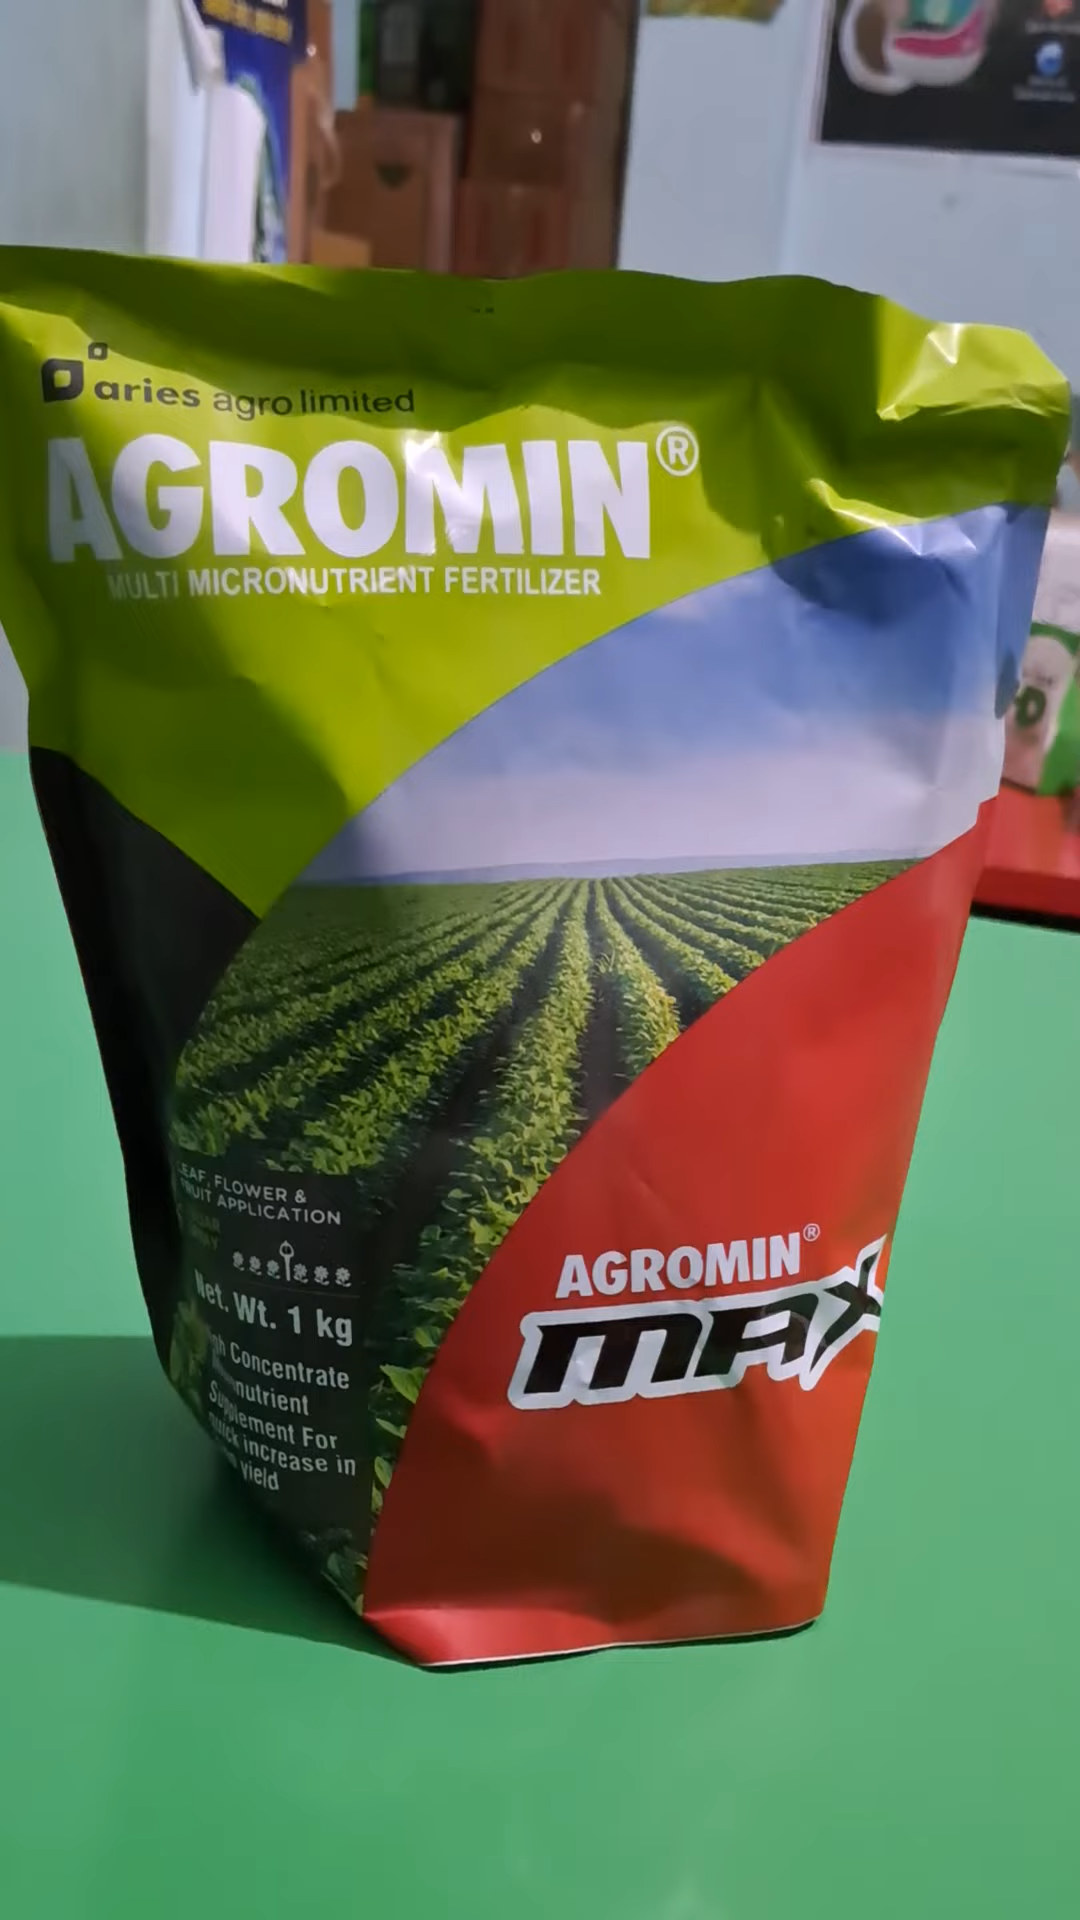 aries agro limited
AGROMIN®
MULTI MICRONUTRIENT FERTILIZER
LEAF, FLOWER &
FRUIT APPLICATION
Net. Wt. 1 kg
Concentrate
Supplement For
quick increase in
yield
AGROMIN®
MAX